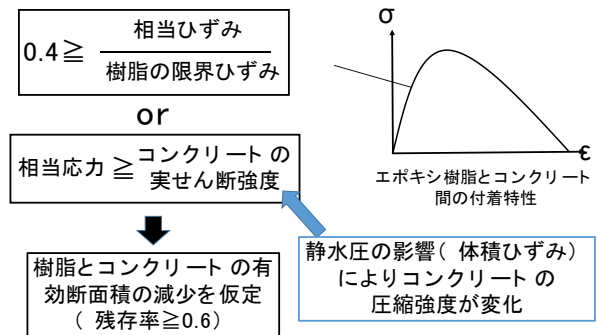 0.4≧ 相当ひずみ
樹脂の限界ひずみ
or
相当応力 ≧ コンクリート の
実せん断強度
樹脂とコンクリート の有
効断面積の減少を仮定
( 残存率≧0.6)
σ
ε
エポキシ樹脂とコンクリート
間の付着特性
静水圧の影響( 体積ひずみ)
によりコンクリート の
圧縮強度が変化